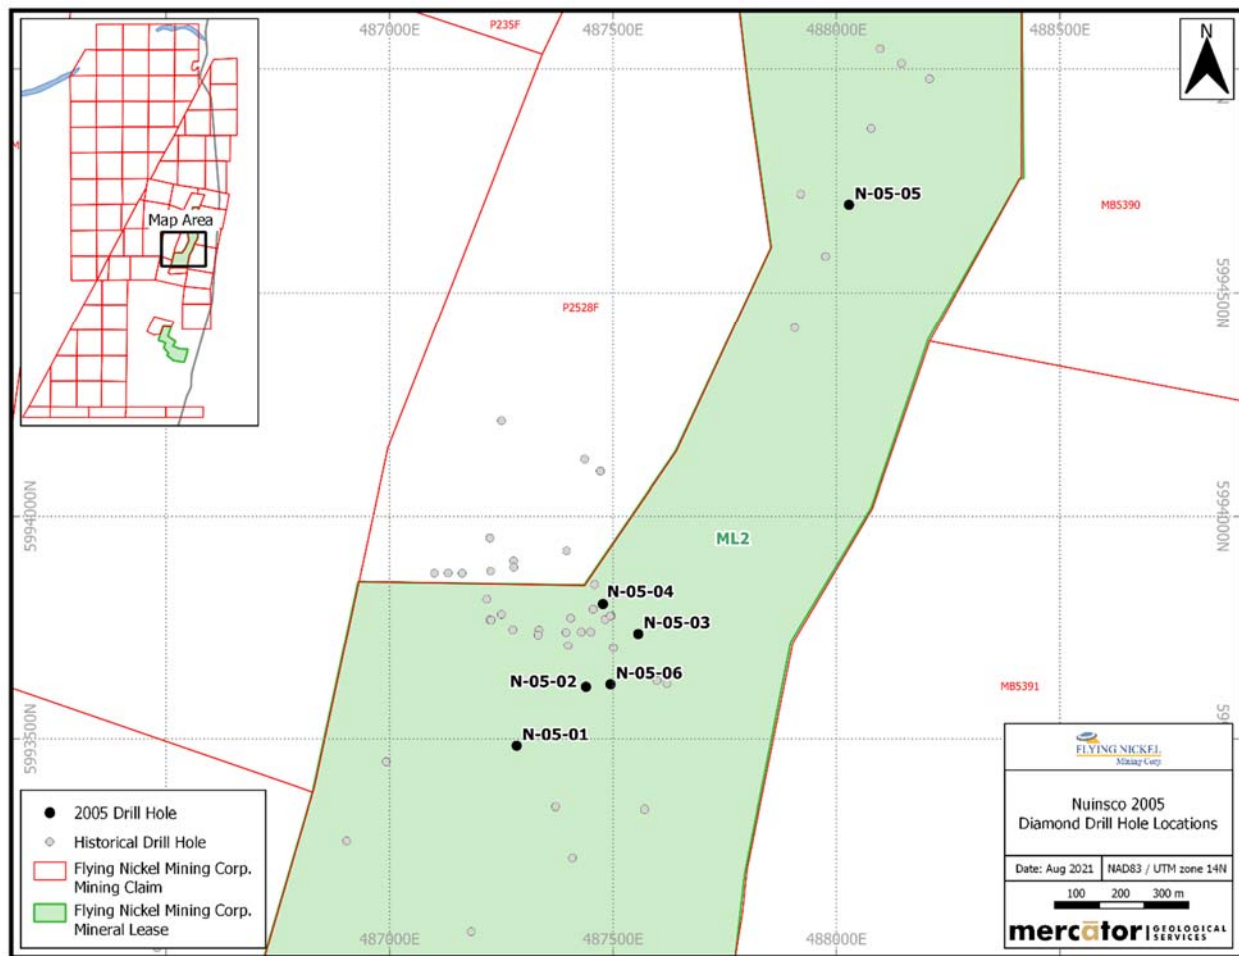 487000E
P235F
487500E
488000E
488500E
N
Map Area
N-05-05
MB5390
5994500N
P2528F
5994000N
5994000N
ML2
N-05-04
N-05-03
N-05-06
N-05-02
MB5391
N-05-01
5993500N
2005 Drill Hole
Historical Drill Hole
Flying Nickel Mining Corp.
Mining Claim
Flying Nickel Mining Corp.
Mineral Lease
487000E
487500E
488000E
FLYING NICKEL
Mining Corp.
Nuinsco 2005
Diamond Drill Hole Locations
Date: Aug 2021
NAD83 / UTM zone 14N
100 200 300 m
mercator GEOLOGICAL
SERVICES